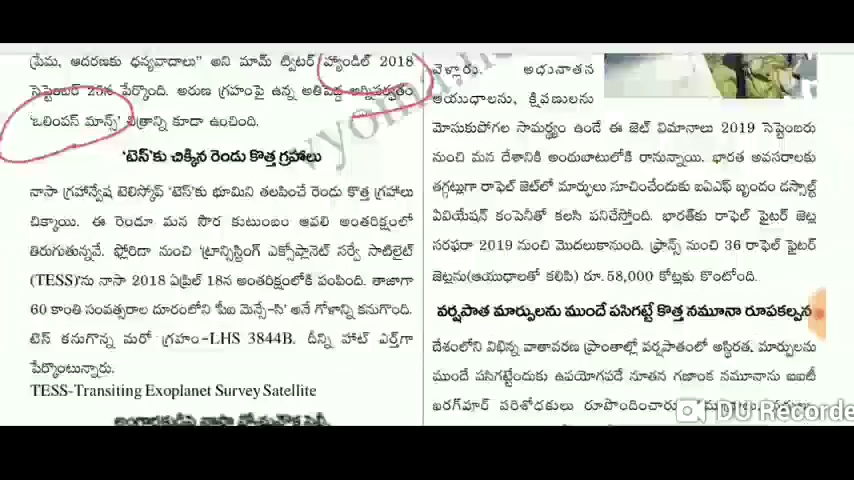 ప్రేమ, ఆదరణకు ధన్యవాదాలు" అని మామ్ ట్విటర్ హ్యాండిల్ 2018
సెప్టెంబర్ 25న పేర్కొంది. అరుణ గ్రహంపై ఉన్న అతిపెద్ద అగ్నిపర్వతం
'ఒలింపస్ మాన్స్' చిత్రాన్ని కూడా ఉంచింది.
'టెస్'కు చిక్కిన రెండు కొత్త గ్రహాలు
నాసా గ్రహాన్వేష టెలిస్కోప్ 'టెస్'కు భూమిని తలపించే రెండు కొత్త గ్రహాలు
చిక్కాయి. ఈ రెండూ మన సౌర కుటుంబం ఆవలి అంతరిక్షంలో
తిరుగుతున్నవే. ఫ్లోరిడా నుంచి 'ట్రాన్సిస్టింగ్ ఎక్సోప్లానెట్ సర్వే సాటిలైట్
(TESS)'ను నాసా 2018 ఏప్రిల్ 18న అంతరిక్షంలోకి పంపింది. తాజాగా
60 కాంతి సంవత్సరాల దూరంలోని 'పీఐ మెన్సే-సి' అనే గోళాన్ని కనుగొంది.
టెస్ కనుగొన్న మరో గ్రహం-LHS 3844B. దీన్ని హాట్ ఎర్త్‌గా
పేర్కొంటున్నారు.
TESS-Transiting Exoplanet Survey Satellite
వెళ్లారు. అధునాతన
ఆయుధాలను, క్షిపణులను
మోసుకుపోగల సామర్థ్యం ఉండే ఈ జెట్ విమానాలు 2019 సెప్టెంబరు
నుంచి మన దేశానికి అందుబాటులోకి రానున్నాయి. భారత అవసరాలకు
తగ్గట్లుగా రాఫెల్ జెట్‌లో మార్పులు సూచించేందుకు ఐఏఎఫ్ బృందం డస్సాల్ట్
ఏవియేషన్ కంపెనీతో కలసి పనిచేస్తోంది. భారత్‌కు రాఫెల్ ఫైటర్ జెట్ల
సరఫరా 2019 నుంచి మొదలుకానుంది. ఫ్రాన్స్ నుంచి 36 రాఫెల్ ఫైటర్
జెట్లను(ఆయుధాలతో కలిపి) రూ.58,000 కోట్లకు కొంటోంది.
వర్షపాత మార్పులను ముందే పసిగట్టే కొత్త నమూనా రూపకల్పన
దేశంలోని విభిన్న వాతావరణ ప్రాంతాల్లో వర్షపాతంలో అస్థిరత, మార్పులను
ముందే పసిగట్టేందుకు ఉపయోగపడే నూతన గణాంక నమూనాను ఐఐటీ
ఖరగ్‌పూర్ పరిశోధకులు రూపొందించారు.
DU Recorde